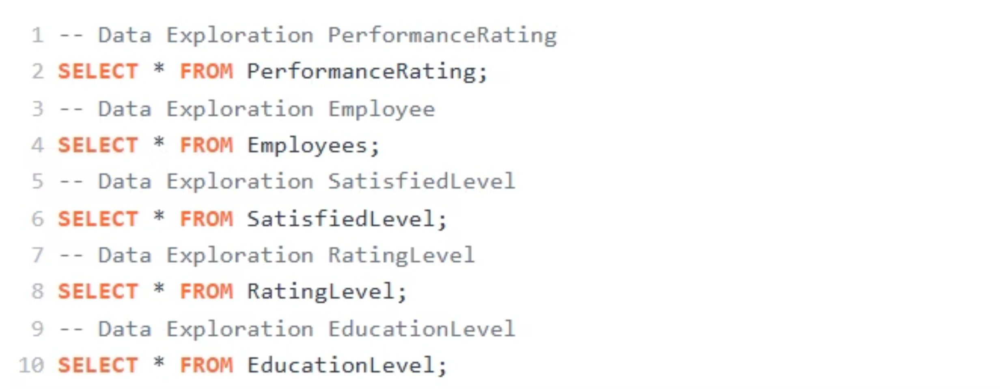 1 -- Data Exploration PerformanceRating
2 SELECT * FROM PerformanceRating;
3 -- Data Exploration Employee
4 SELECT * FROM Employees;
5 -- Data Exploration SatisfiedLevel
6 SELECT * FROM SatisfiedLevel;
7 -- Data Exploration RatingLevel
8 SELECT * FROM RatingLevel;
9 -- Data Exploration EducationLevel
10 SELECT * FROM EducationLevel;